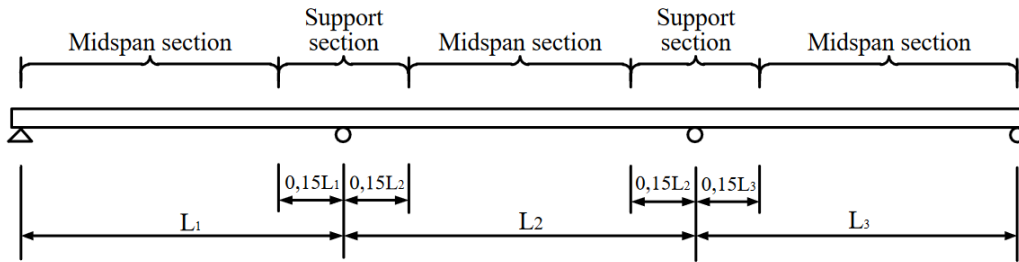 Midspan section
Support
section
Midspan section
Support
section
Midspan section
0,15L₁
0,15L₂
0,15L₂
0,15L₃
L₁
L₂
L₃